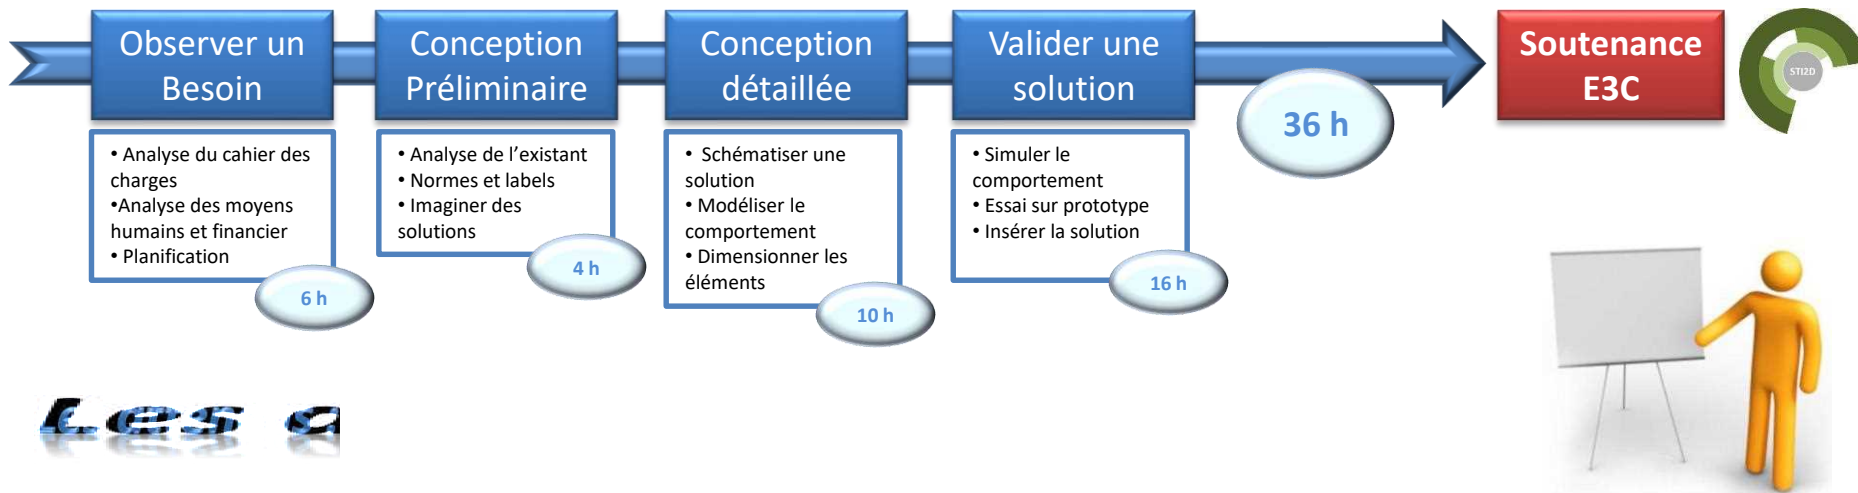 Observer un
Besoin
Conception
Préliminaire
Conception
détaillée
Valider une
solution
Soutenance
E3C
STI2D
36 h
• Analyse du cahier des
charges
•Analyse des moyens
humains et financier
• Planification
6 h
• Analyse de l’existant
• Normes et labels
• Imaginer des
solutions
4 h
• Schématiser une
solution
• Modéliser le
comportement
• Dimensionner les
éléments
10 h
• Simuler le
comportement
• Essai sur prototype
• Insérer la solution
16 h
Les